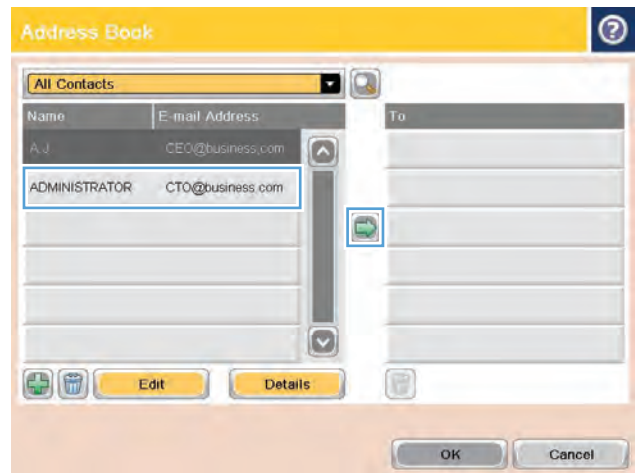 Address Book
?
All Contacts
Name E-mail Address To
A.J. CEO@business.com
ADMINISTRATOR CTO@business.com
Edit Details
OK Cancel